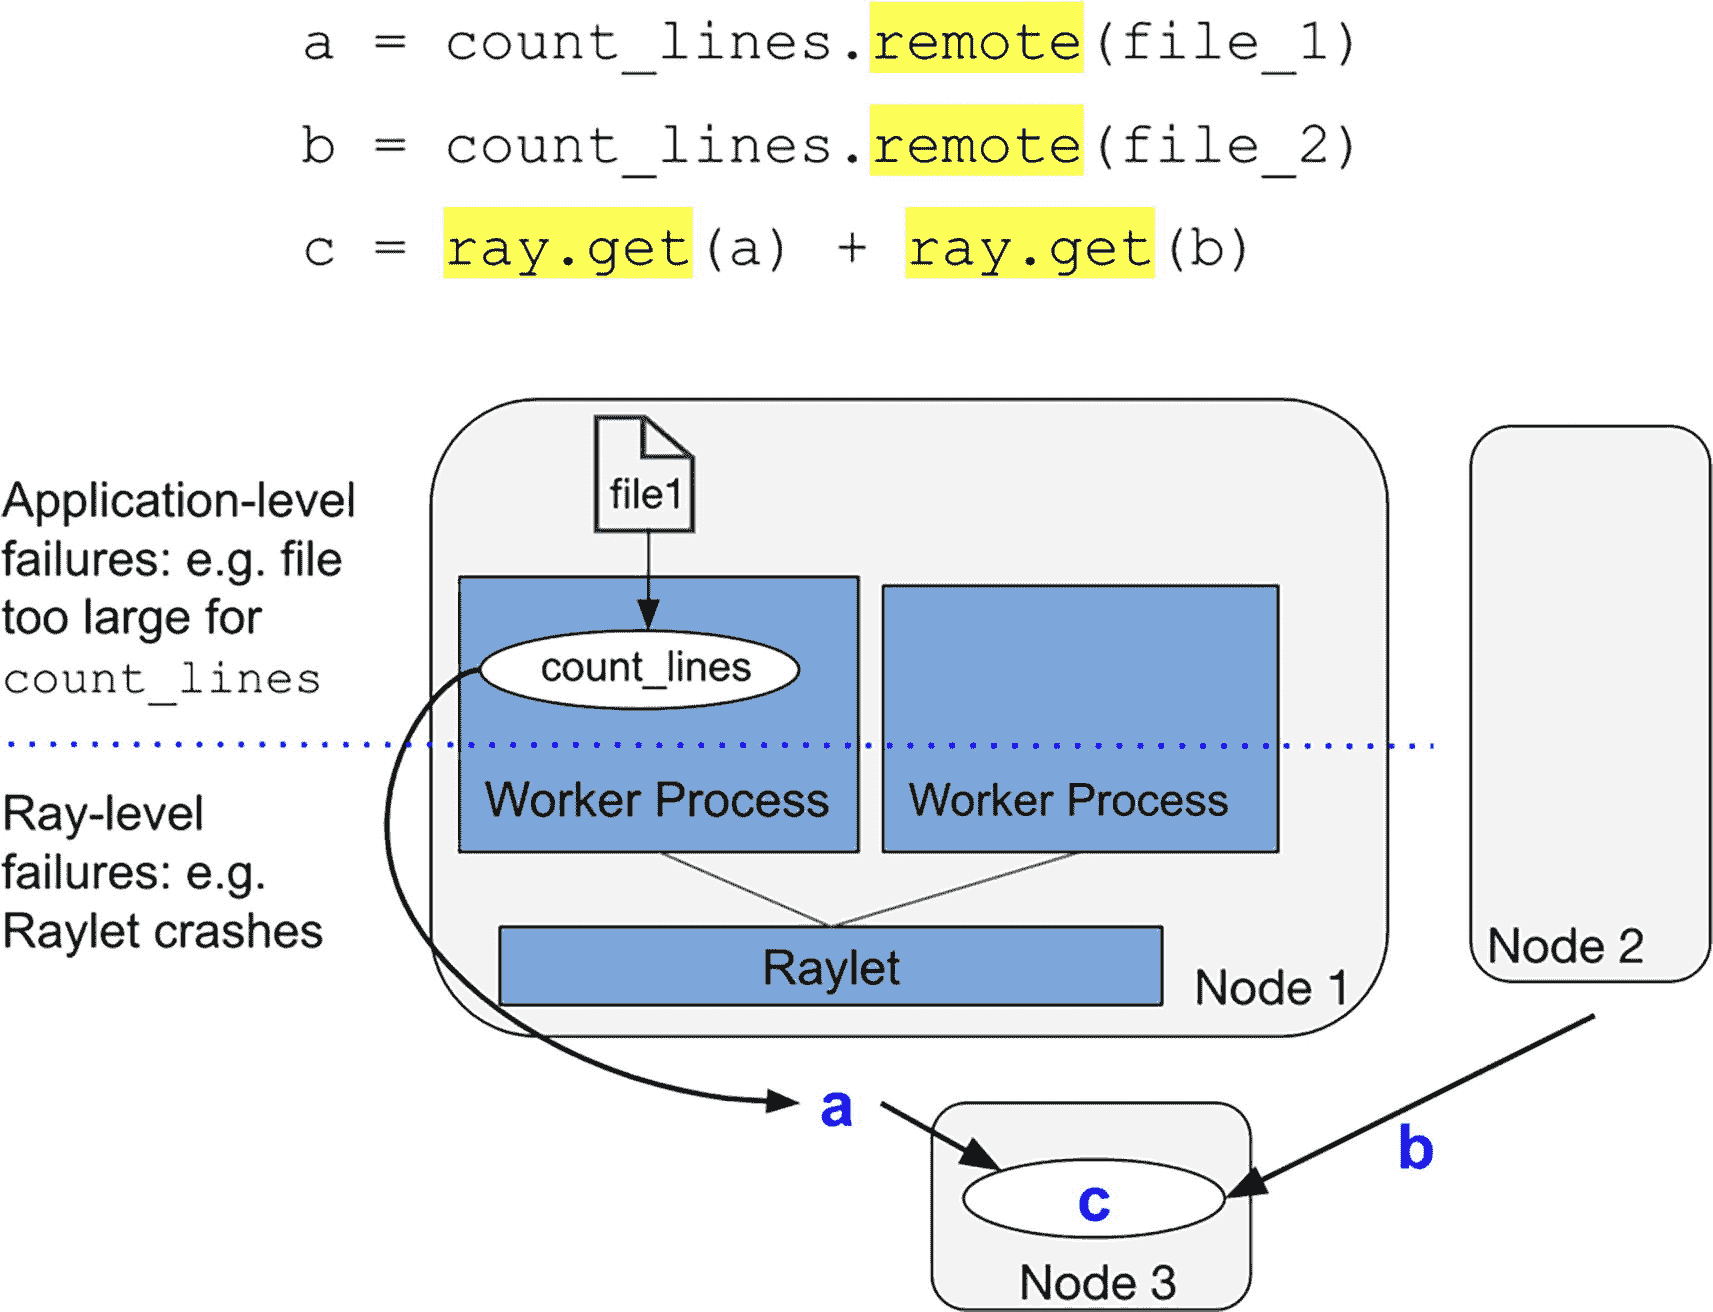 a = count_lines.remote(file_1)
b = count_lines.remote(file_2)
c = ray.get(a) + ray.get(b)
Application-level
failures: e.g. file
too large for
count_lines
Ray-level
failures: e.g.
Raylet crashes
file1
count_lines
Worker Process
Worker Process
Raylet
Node 1
Node 2
a
b
c
Node 3